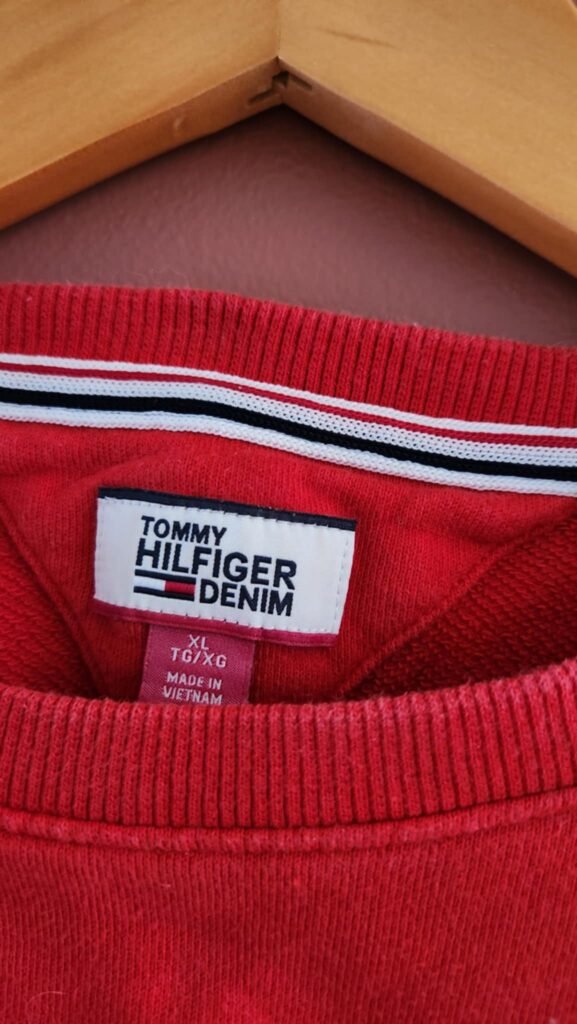 TOMMY
HILFIGER
DENIM
XL
TG/XG
MADE IN
VIETNAM